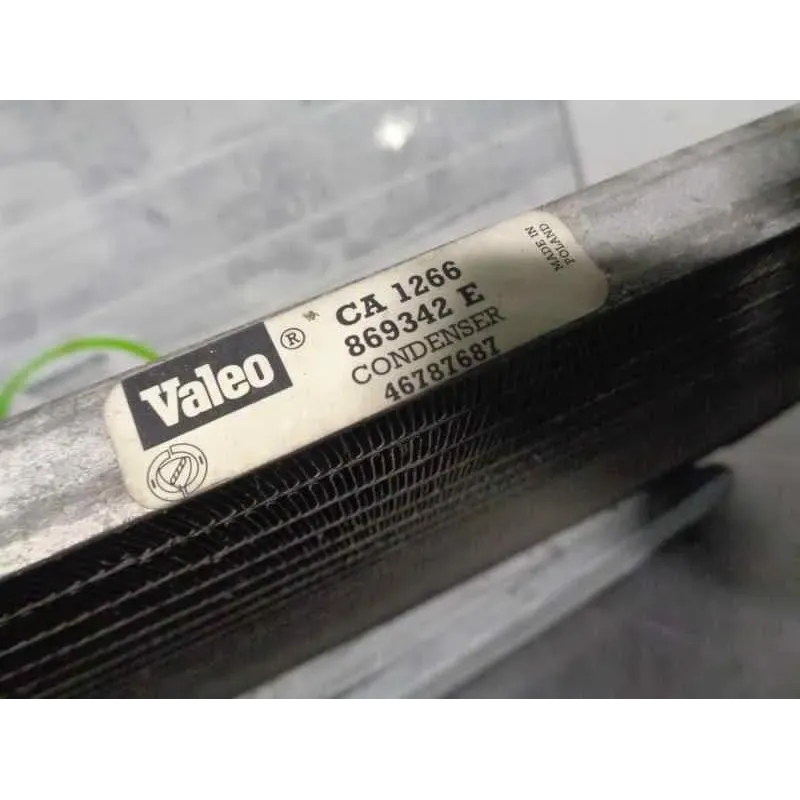 Valeo ®
CA 1266
869342 E
CONDENSER
46787687
MADE IN
POLAND